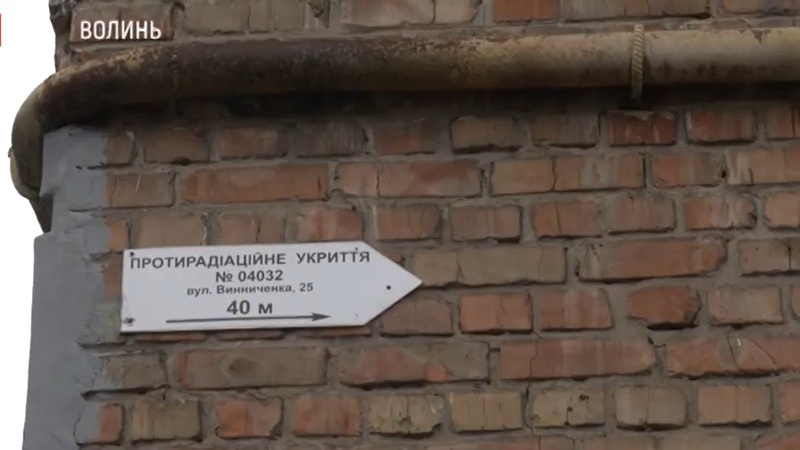 ВОЛИНЬ
ПРОТИРАДІАЦІЙНЕ УКРИТТЯ
№ 04032
вул. Винниченка, 25
40 м